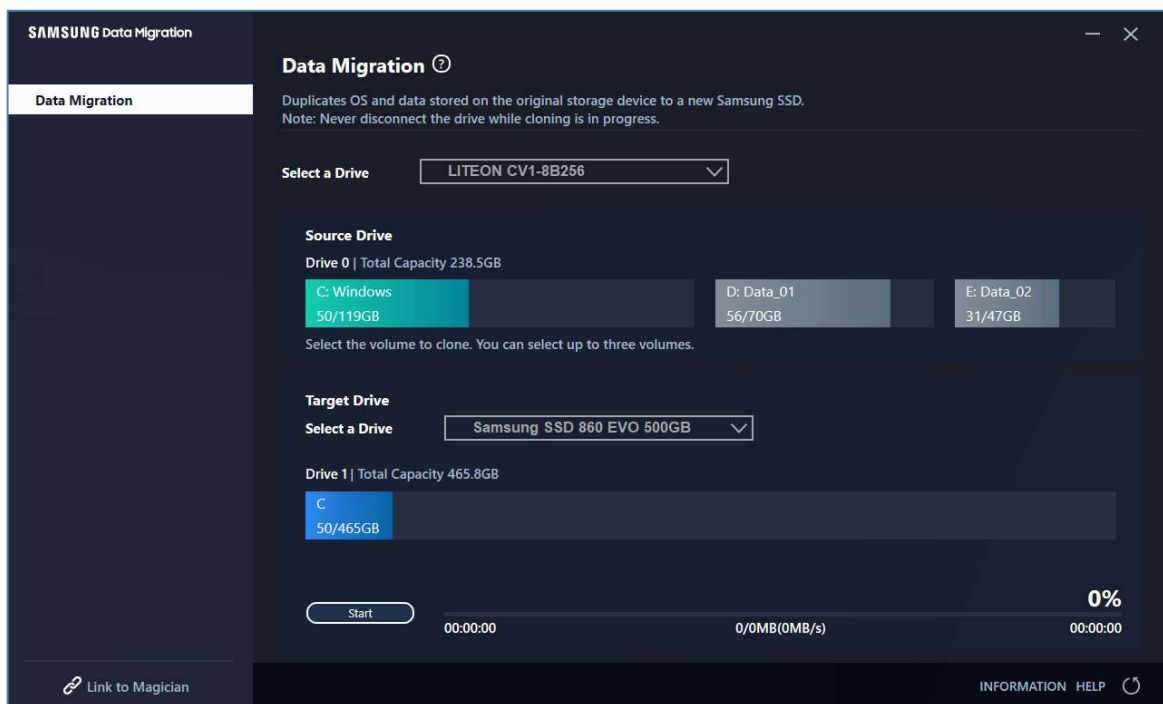 SAMSUNG Data Migration
Data Migration
Data Migration ?
Duplicates OS and data stored on the original storage device to a new Samsung SSD.
Note: Never disconnect the drive while cloning is in progress.
Select a Drive LITEON CV1-8B256
Source Drive
Drive 0 | Total Capacity 238.5GB
C: Windows D: Data_01 E: Data_02
50/119GB 56/70GB 31/47GB
Select the volume to clone. You can select up to three volumes.
Target Drive
Select a Drive Samsung SSD 860 EVO 500GB
Drive 1 | Total Capacity 465.8GB
C
50/465GB
0%
Start
00:00:00 0/0MB(0MB/s) 00:00:00
Link to Magician INFORMATION HELP